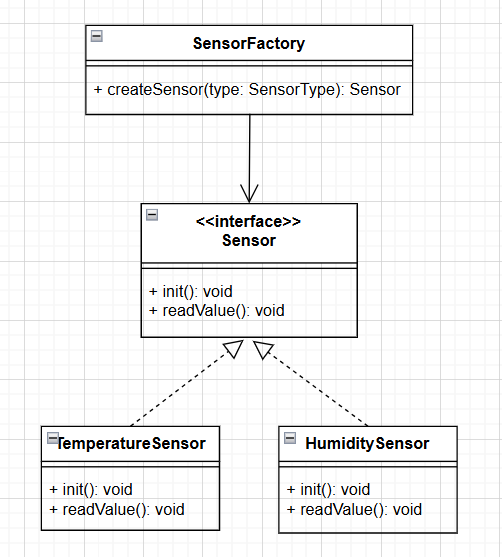 SensorFactory
+ createSensor(type: SensorType): Sensor
<<interface>>
Sensor
+ init(): void
+ readValue(): void
TemperatureSensor
+ init(): void
+ readValue(): void
HumiditySensor
+ init(): void
+ readValue(): void